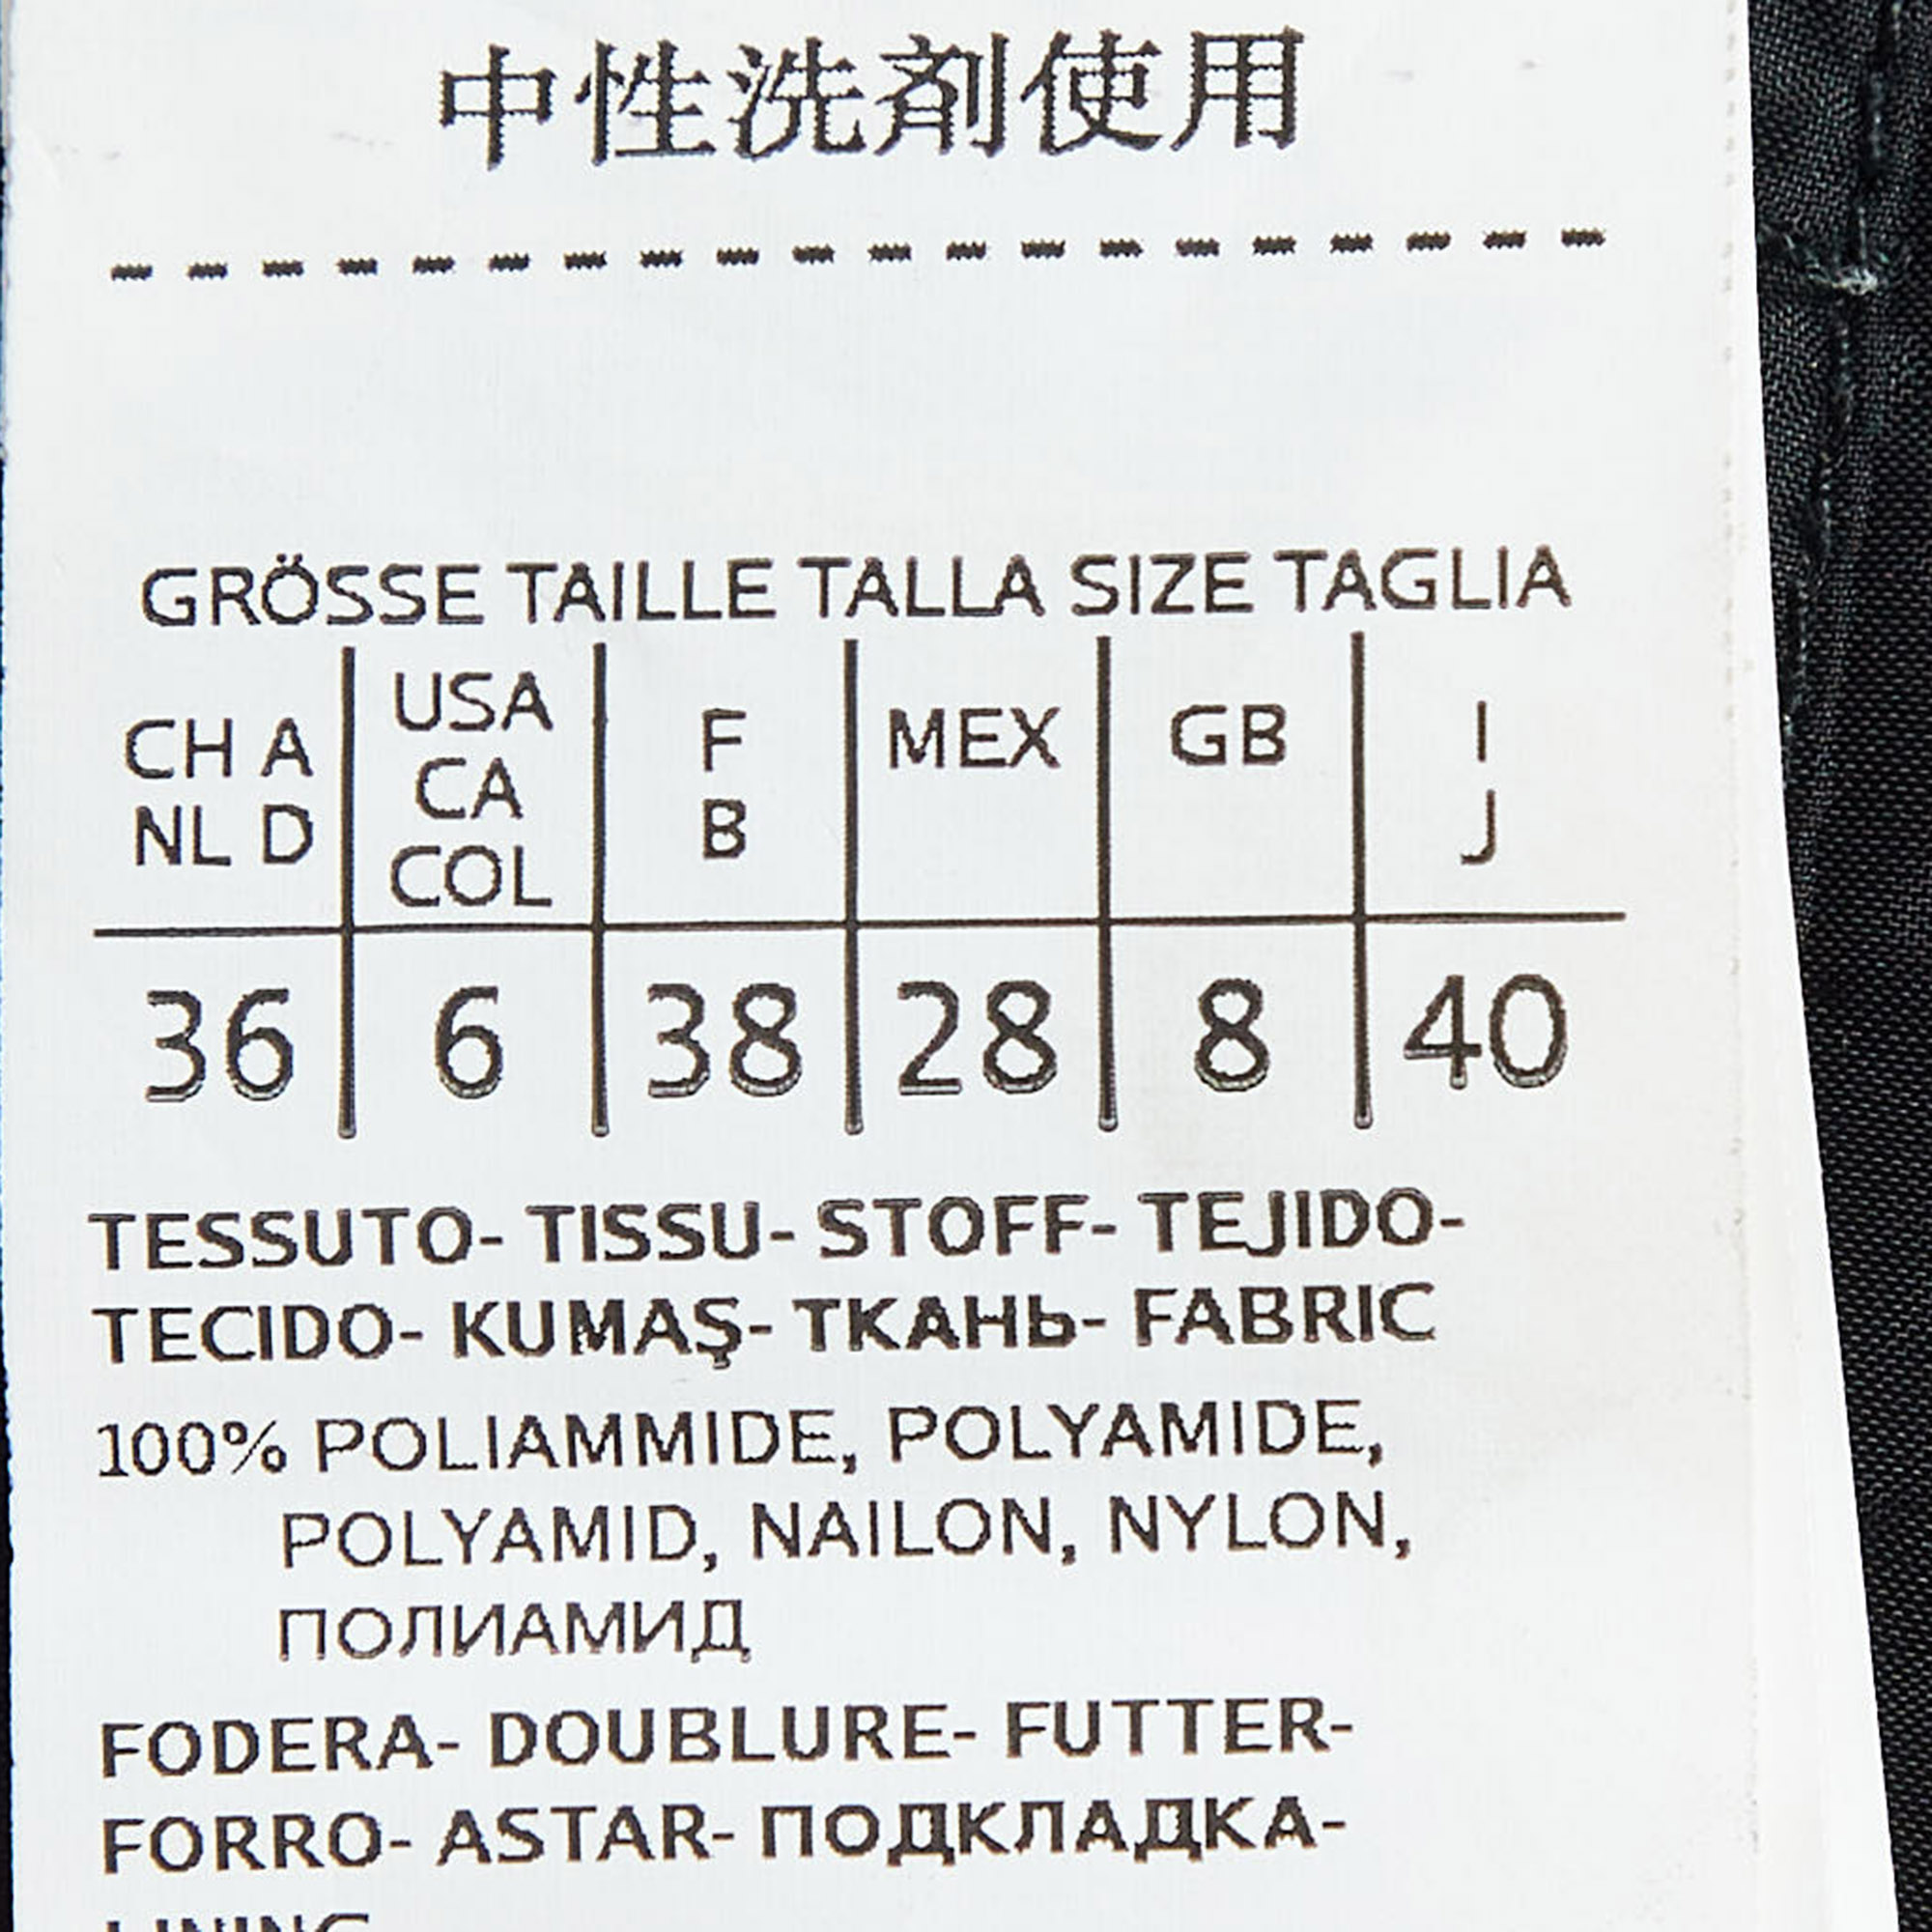 中性洗剤使用
GRÖSSE TAILLE TALLA SIZE TAGLIA
CH A
NL D
USA
CA
COL
F
B
MEX
GB
I
J
36 6 38 28 8 40
TESSUTO- TISSU- STOFF- TEJIDO-
TECIDO- KUMAŞ- ТКАНЬ- FABRIC
100% POLIAMMIDE, POLYAMIDE,
POLYAMID, NAILON, NYLON,
ПОЛИАМИД
FODERA- DOUBLURE- FUTTER-
FORRO- ASTAR- ПОДКЛАДКА-
LINING